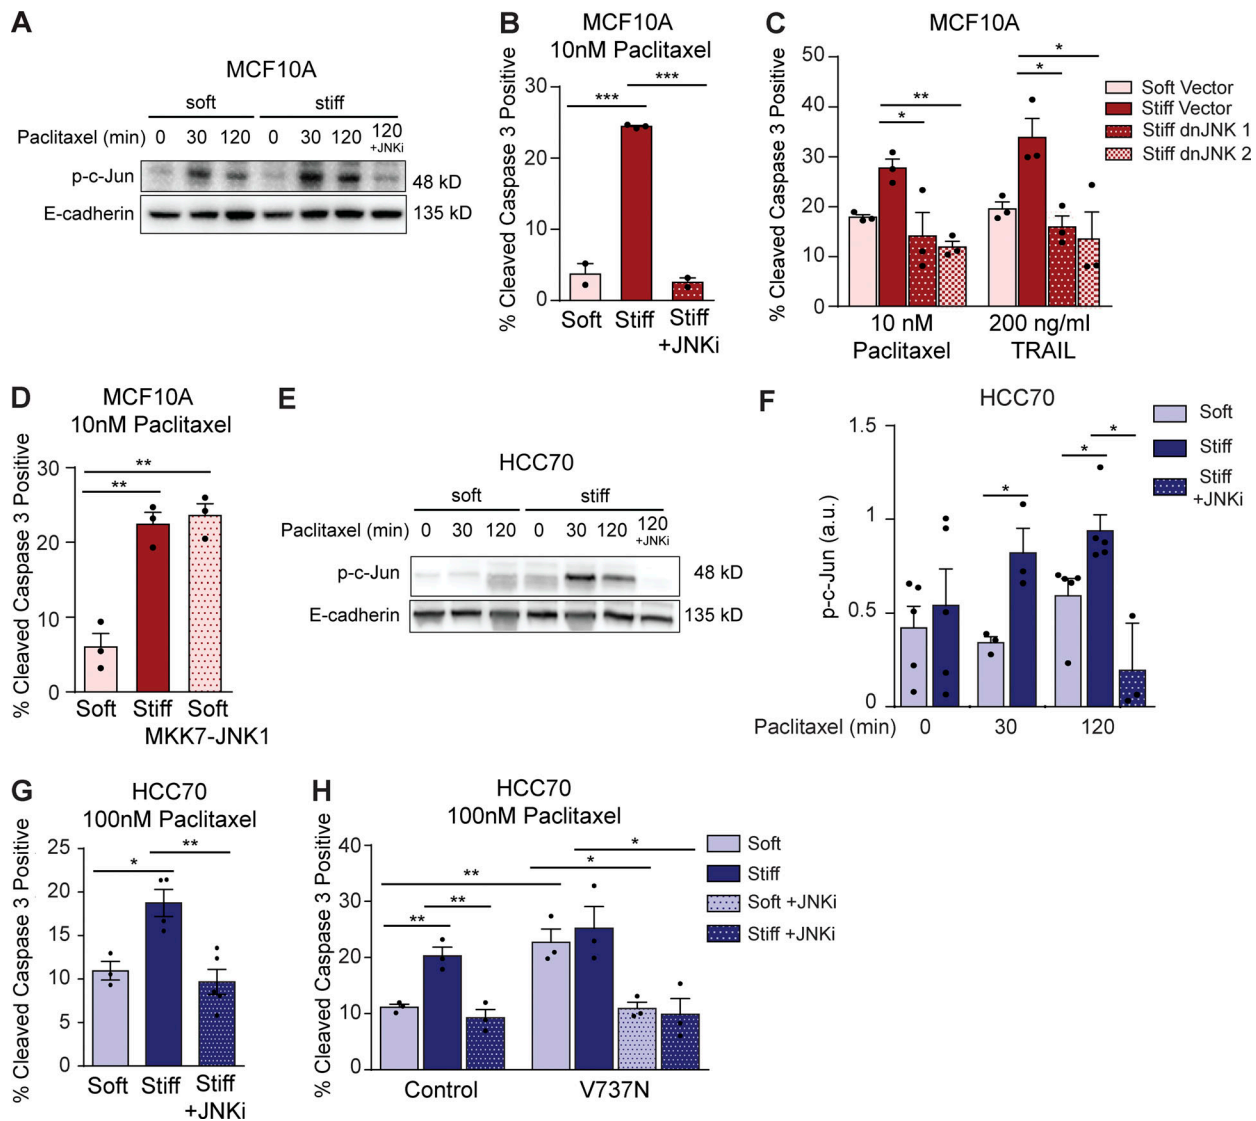 A
MCF10A
soft stiff
Paclitaxel (min) 0 30 120 0 30 120 120
+JNKi
p-c-Jun 48 kD
E-cadherin 135 kD
B
MCF10A
10nM Paclitaxel
% Cleaved Caspase 3 Positive
30
20
10
0
***
***
Soft Stiff Stiff
+JNKi
C
MCF10A
% Cleaved Caspase 3 Positive
50
40
30
20
10
0
**
*
*
*
10 nM
Paclitaxel
200 ng/ml
TRAIL
Soft Vector
Stiff Vector
Stiff dnJNK 1
Stiff dnJNK 2
D
MCF10A
10nM Paclitaxel
% Cleaved Caspase 3 Positive
30
20
10
0
**
**
Soft Stiff Soft
MKK7-JNK1
E
HCC70
soft stiff
Paclitaxel (min) 0 30 120 0 30 120 120
+JNKi
p-c-Jun 48 kD
E-cadherin 135 kD
F
HCC70
p-c-Jun (a.u.)
1.5
1
0.5
0
*
*
*
Paclitaxel (min) 0 30 120
Soft
Stiff
Stiff
+JNKi
G
HCC70
100nM Paclitaxel
% Cleaved Caspase 3 Positive
25
20
15
10
5
0
*
**
Soft Stiff Stiff
+JNKi
H
HCC70
100nM Paclitaxel
% Cleaved Caspase 3 Positive
40
30
20
10
0
**
**
**
*
*
Control V737N
Soft
Stiff
Soft +JNKi
Stiff +JNKi